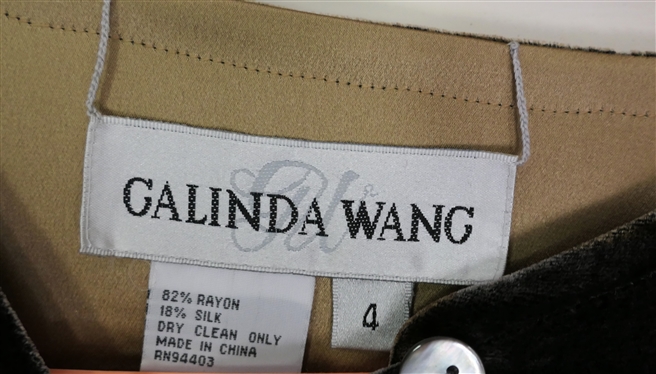 GALINDA WANG
82% RAYON
18% SILK
DRY CLEAN ONLY
MADE IN CHINA
RN94403
4